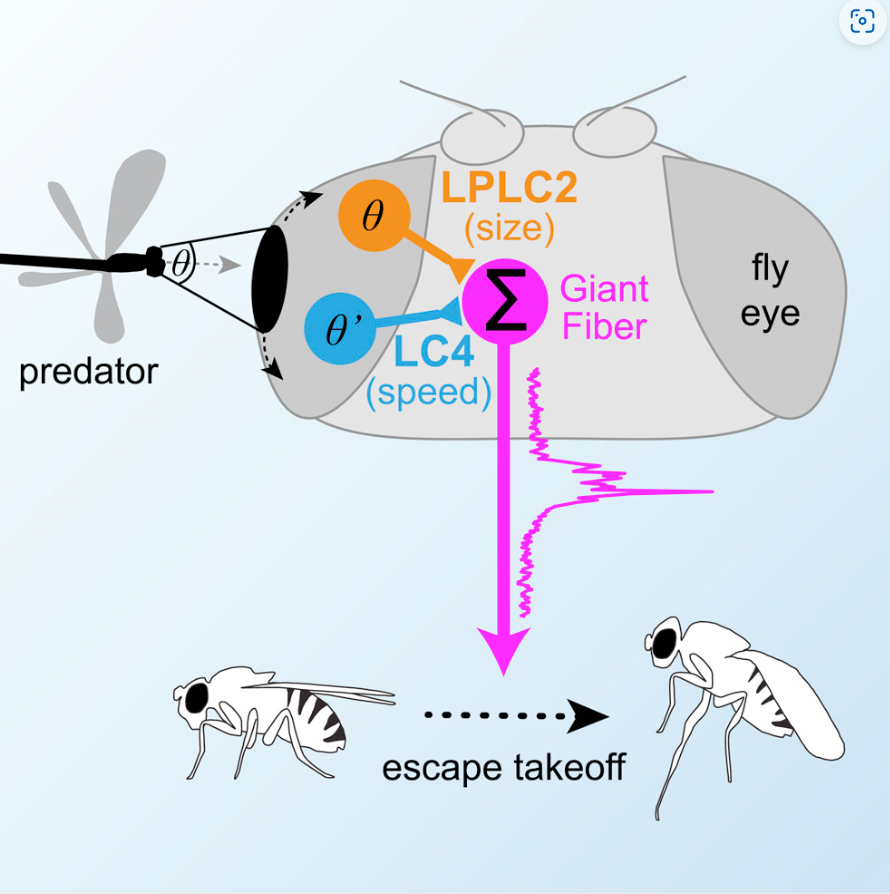 LPLC2
(size)
θ
θ
Σ
Giant
Fiber
fly
eye
θ’
LC4
(speed)
predator
escape takeoff